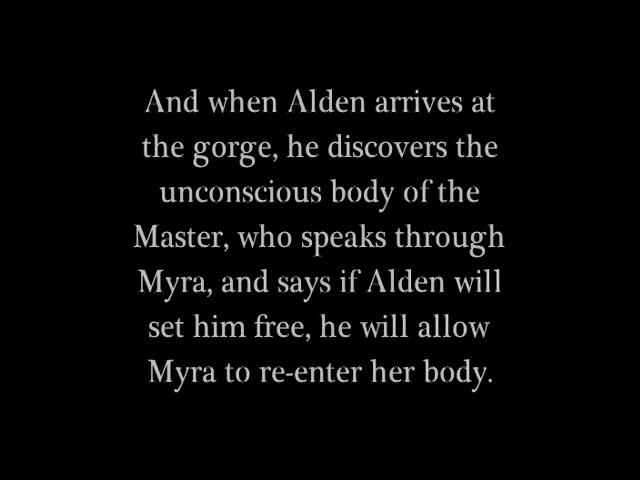 And when Alden arrives at
the gorge, he discovers the
unconscious body of the
Master, who speaks through
Myra, and says if Alden will
set him free, he will allow
Myra to re-enter her body.